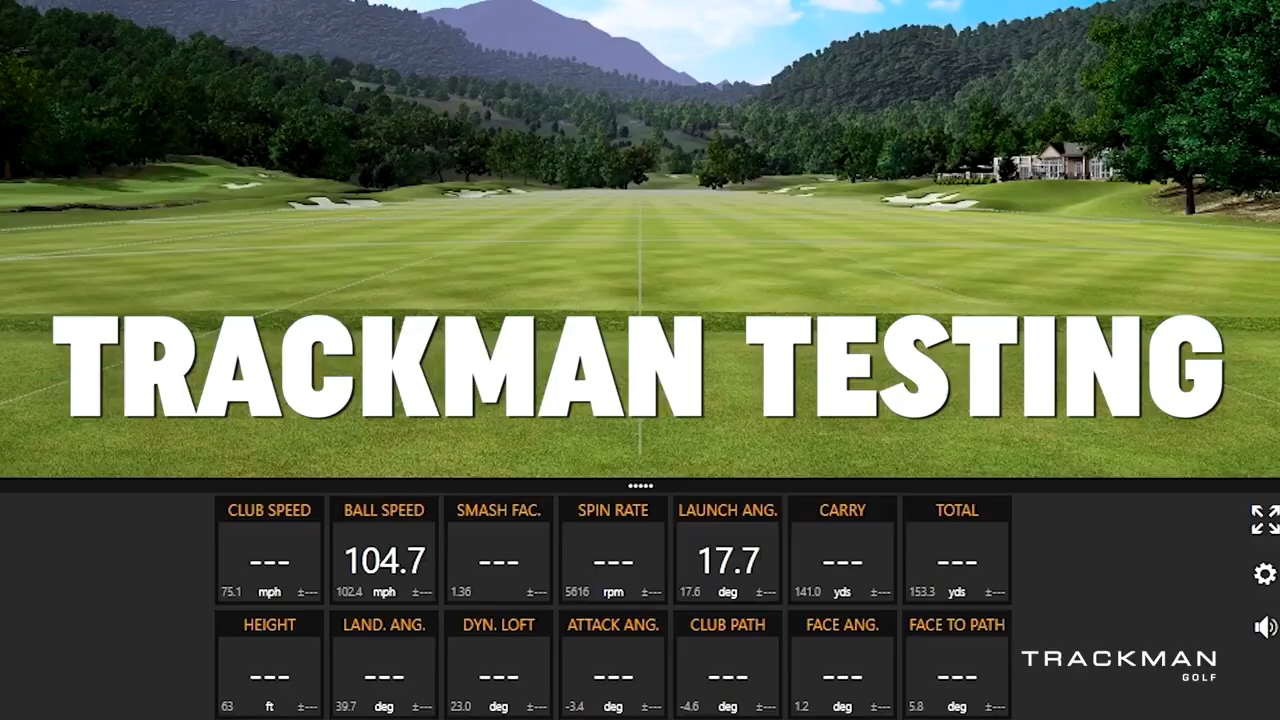 TRACKMAN TESTING
CLUB SPEED BALL SPEED SMASH FAC. SPIN RATE LAUNCH ANG. CARRY TOTAL
--- 104.7 --- --- 17.7 --- ---
75.1 mph ±--- 102.4 mph ±--- 1.36 ±--- 5616 rpm ±--- 17.6 deg ±--- 141.0 yds ±--- 153.3 yds ±---
HEIGHT LAND. ANG. DYN. LOFT ATTACK ANG. CLUB PATH FACE ANG. FACE TO PATH
--- --- --- --- --- --- ---
63 ft ±--- 39.7 deg ±--- 23.0 deg ±--- -3.4 deg ±--- -4.6 deg ±--- 1.2 deg ±--- 5.8 deg ±---
TRACKMAN
GOLF